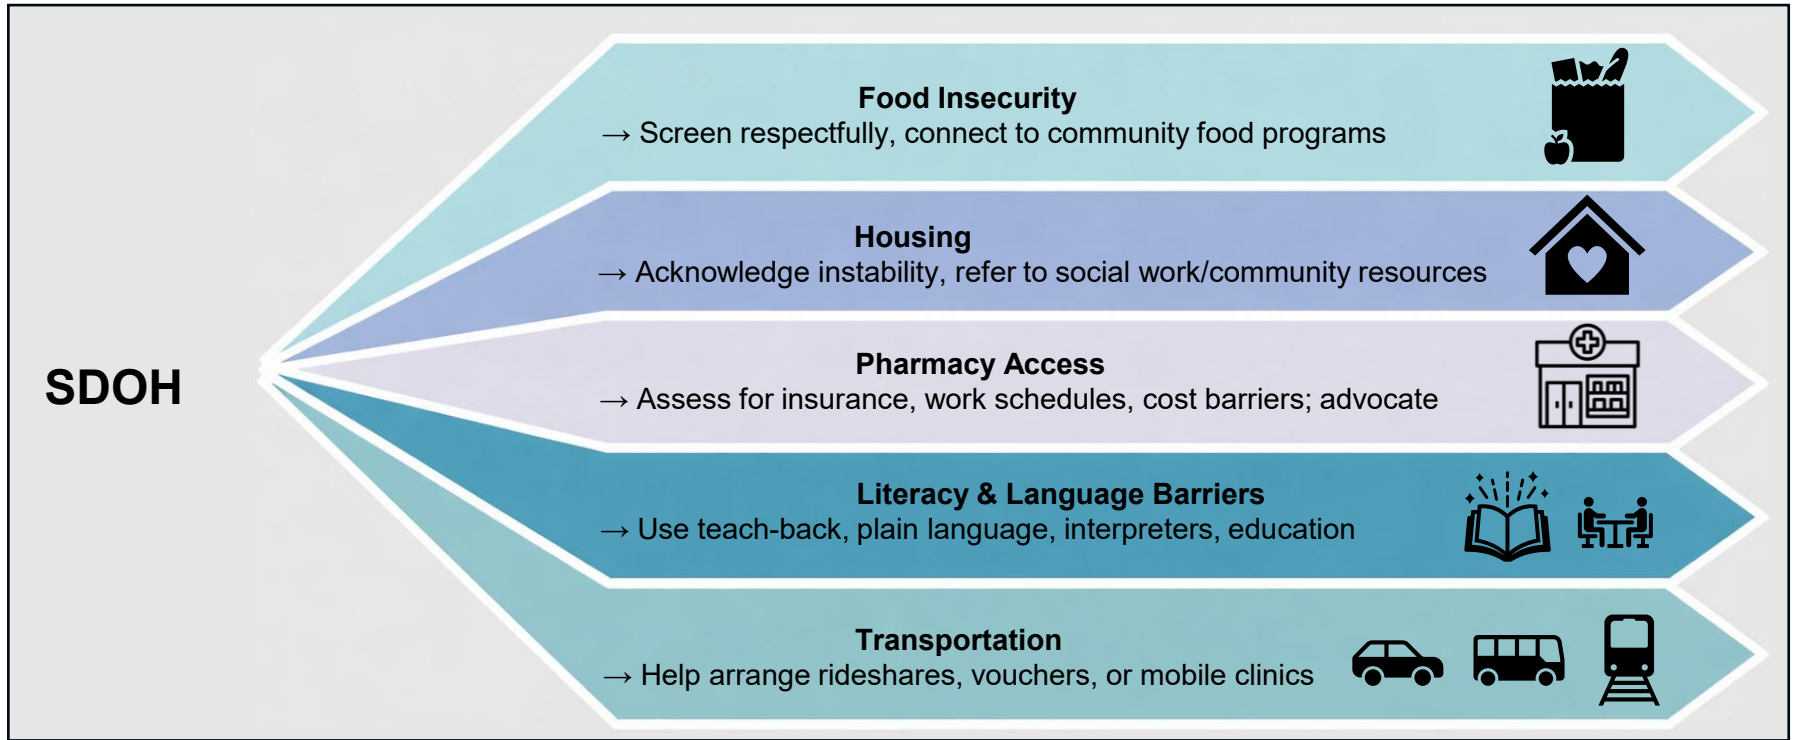 Food Insecurity
→ Screen respectfully, connect to community food programs
Housing
→ Acknowledge instability, refer to social work/community resources
Pharmacy Access
→ Assess for insurance, work schedules, cost barriers; advocate
SDOH
Literacy & Language Barriers
→ Use teach-back, plain language, interpreters, education
Transportation
→ Help arrange rideshares, vouchers, or mobile clinics